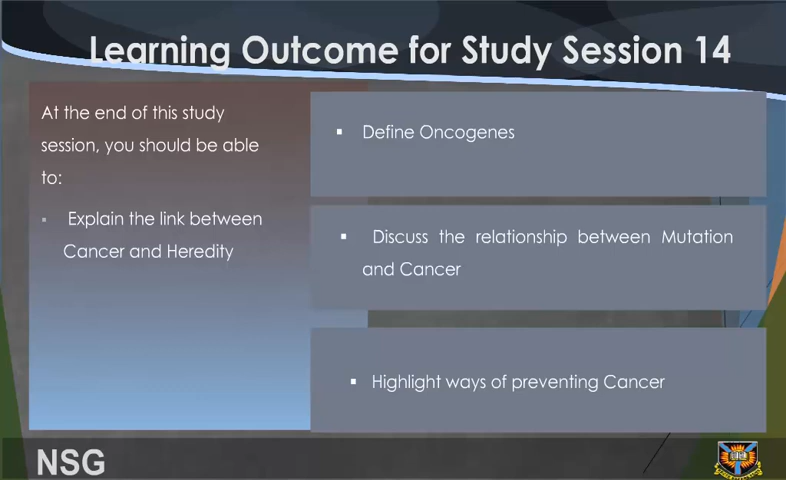 Learning Outcome for Study Session 14
At the end of this study
session, you should be able
to:
▪ Explain the link between
Cancer and Heredity
▪ Define Oncogenes
▪ Discuss the relationship between Mutation
and Cancer
▪ Highlight ways of preventing Cancer
NSG